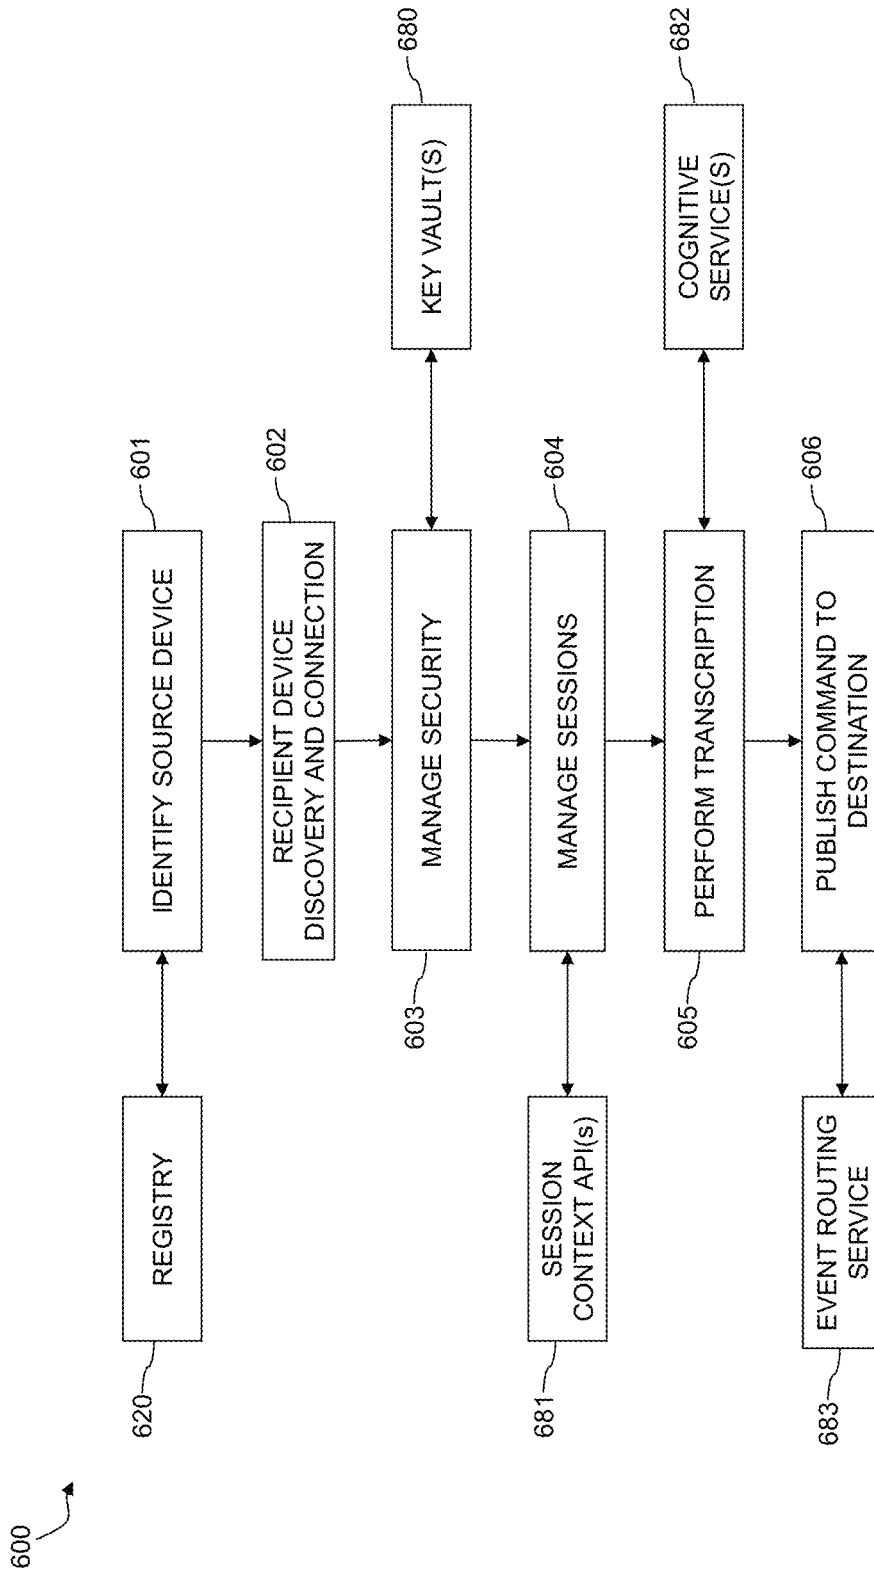 600
620
REGISTRY
601
IDENTIFY SOURCE DEVICE
602
RECIPIENT DEVICE
DISCOVERY AND CONNECTION
603
MANAGE SECURITY
680
KEY VAULT(S)
604
MANAGE SESSIONS
681
SESSION
CONTEXT API(s)
605
PERFORM TRANSCRIPTION
682
COGNITIVE
SERVICE(S)
606
PUBLISH COMMAND TO
DESTINATION
683
EVENT ROUTING
SERVICE